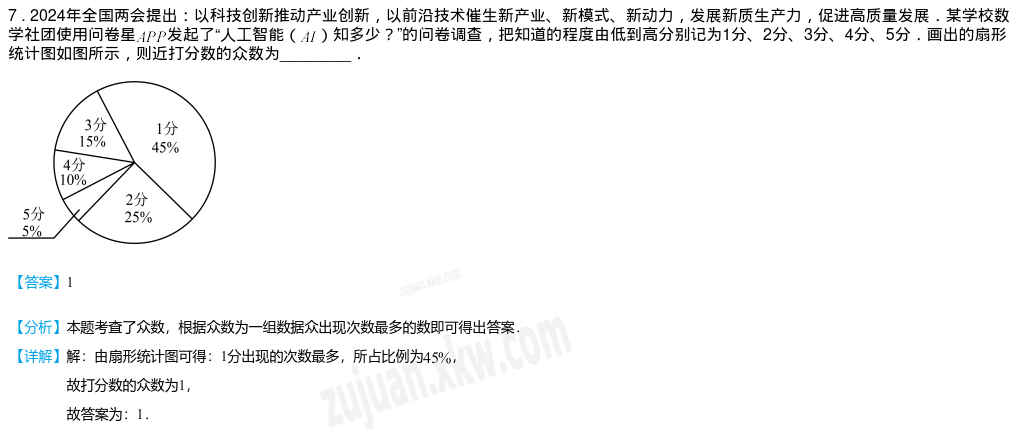 7．2024年全国两会提出：以科技创新推动产业创新，以前沿技术催生新产业、新模式、新动力，发展新质生产力，促进高质量发展．某学校数
学社团使用问卷星APP发起了“人工智能（AI）知多少？”的问卷调查，把知道的程度由低到高分别记为1分、2分、3分、4分、5分．画出的扇形
统计图如图所示，则近打分数的众数为_________．
3分
15%
1分
45%
4分
10%
2分
25%
5分
5%
【答案】1
【分析】本题考查了众数，根据众数为一组数据众出现次数最多的数即可得出答案．
【详解】解：由扇形统计图可得：1分出现的次数最多，所占比例为45%，
故打分数的众数为1，
故答案为：1．
zujuan.xkw.com
zujuan.xkw.com